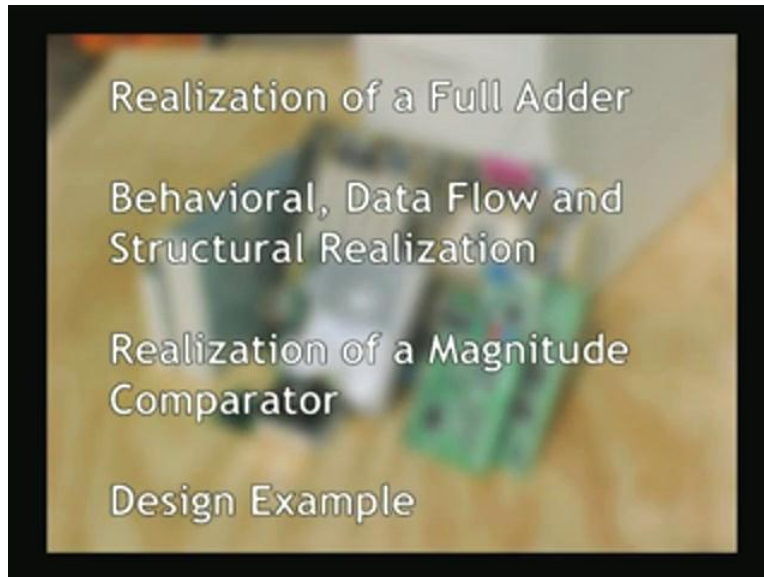 Realization of a Full Adder
Behavioral, Data Flow and
Structural Realization
Realization of a Magnitude
Comparator
Design Example